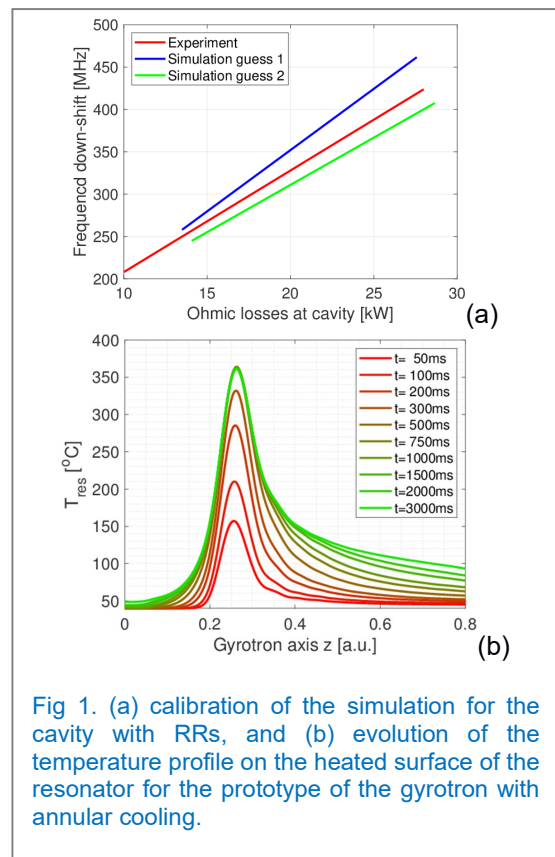 Experiment
Simulation guess 1
Simulation guess 2
Frequencd down-shift [MHz]
450
400
350
300
250
200
10 15 20 25 30
Ohmic losses at cavity [kW]
(a)
400
350
300
250
200
150
100
50
T_res [°C]
t= 50ms
t= 100ms
t= 200ms
t= 300ms
t= 500ms
t= 750ms
t=1000ms
t=1500ms
t=2000ms
t=3000ms
0 0.2 0.4 0.6 0.8
Gyrotron axis z [a.u.]
(b)
Fig 1. (a) calibration of the simulation for the
cavity with RRs, and (b) evolution of the
temperature profile on the heated surface of the
resonator for the prototype of the gyrotron with
annular cooling.